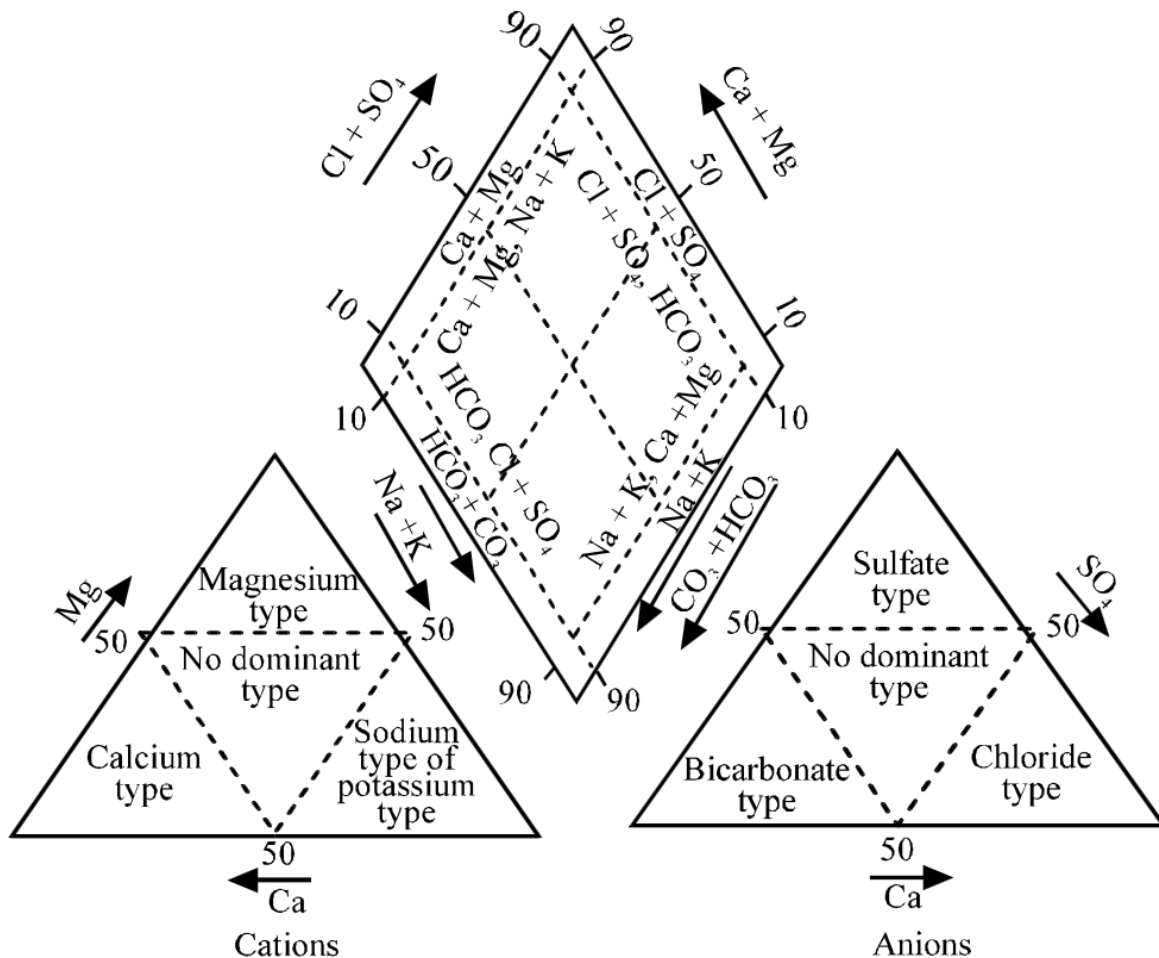 90
90
Cl + SO₄
Ca + Mg
50
50
Ca + Mg
Ca + Mg, Na + K
Cl + SO₄
Cl + SO₄, HCO₃
10
10
10
10
HCO₃ Cl + SO₄
HCO₃ + CO₃
Na + K, Ca +Mg
Na +K
Na +K
CO₃ +HCO₃
90
90
Mg
50
50
Magnesium
type
No dominant
type
Calcium
type
Sodium
type of
potassium
type
50
Ca
Cations
SO₄
50
50
Sulfate
type
No dominant
type
Bicarbonate
type
Chloride
type
50
Ca
Anions